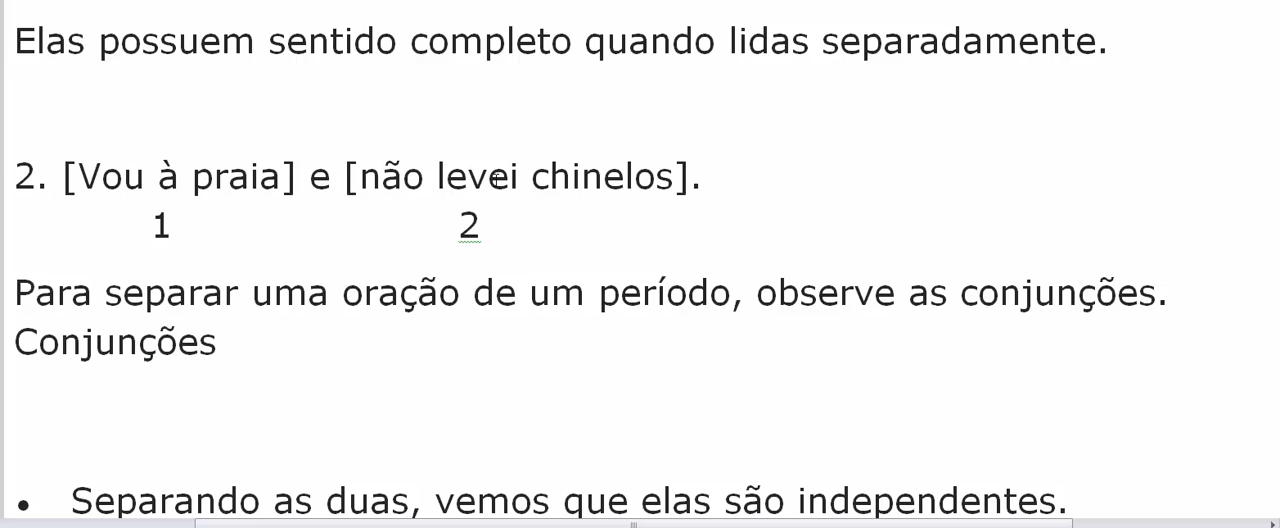 Elas possuem sentido completo quando lidas separadamente.
2. [Vou à praia] e [não levei chinelos].
1 2
Para separar uma oração de um período, observe as conjunções.
Conjunções
• Separando as duas, vemos que elas são independentes.